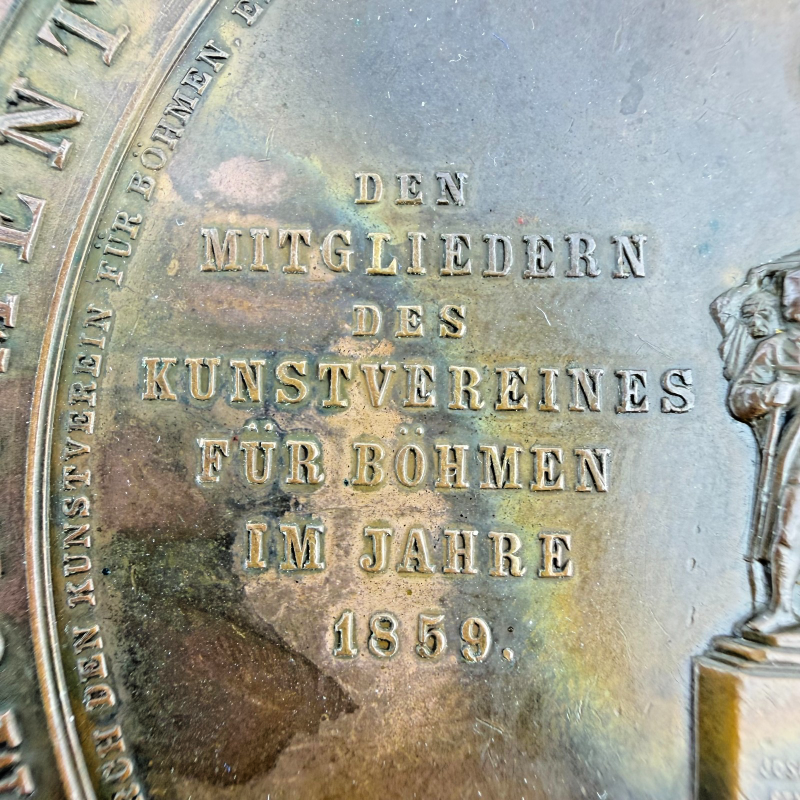 DEN
MITGLIEDERN
DES
KUNSTVEREINES
FÜR BÖHMEN
IM JAHRE
1859.
DEN KUNSTVEREIN FÜR BÖHMEN,